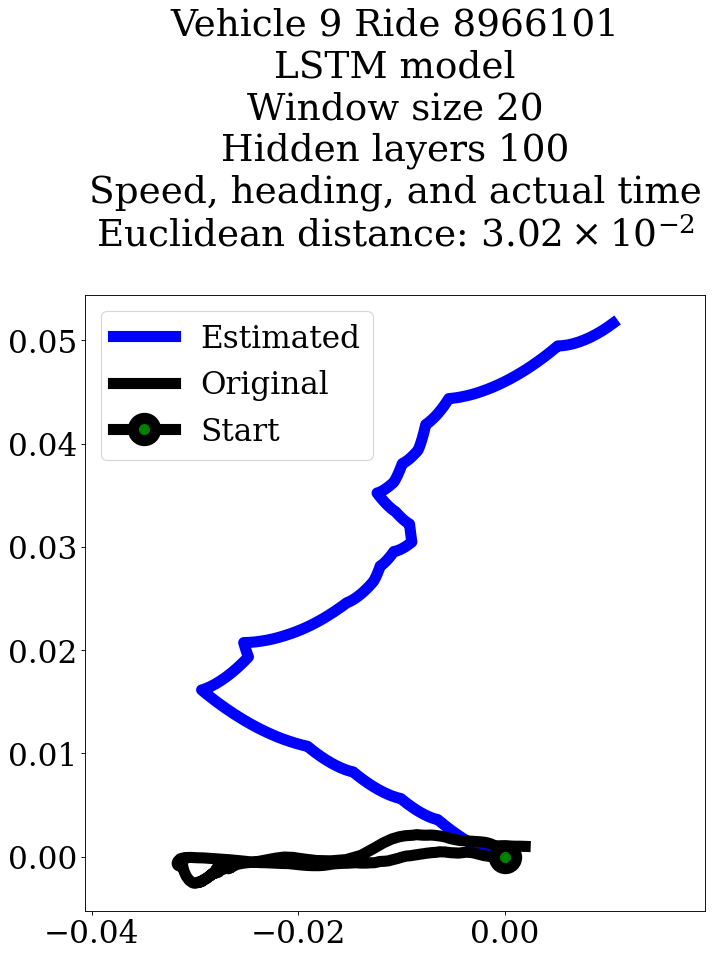 Vehicle 9 Ride 8966101
LSTM model
Window size 20
Hidden layers 100
Speed, heading, and actual time
Euclidean distance: 3.02 × 10⁻²
Estimated
Original
Start
0.05
0.04
0.03
0.02
0.01
0.00
−0.04
−0.02
0.00